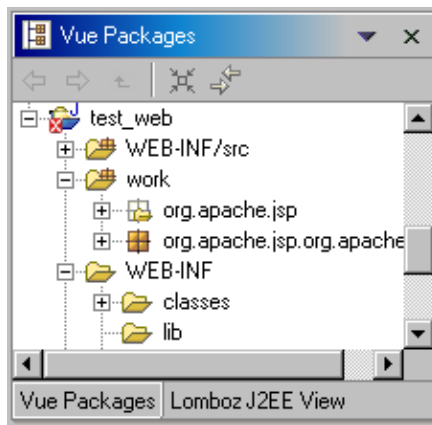 Vue Packages
test_web
WEB-INF/src
work
org.apache.jsp
org.apache.jsp.org.apache
WEB-INF
classes
lib
Vue Packages Lomboz J2EE View